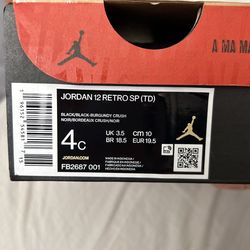 A MA MA
JORDAN 12 RETRO SP (TD)
BLACK/BLACK-BURGUNDY CRUSH
NOIR/BORDEAUX CRUSH/NOIR
4C
UK 3.5
cm 10
BR 18.5
EUR 19.5
JORDAN.COM
FB2687 001
MADE IN INDONESIA /